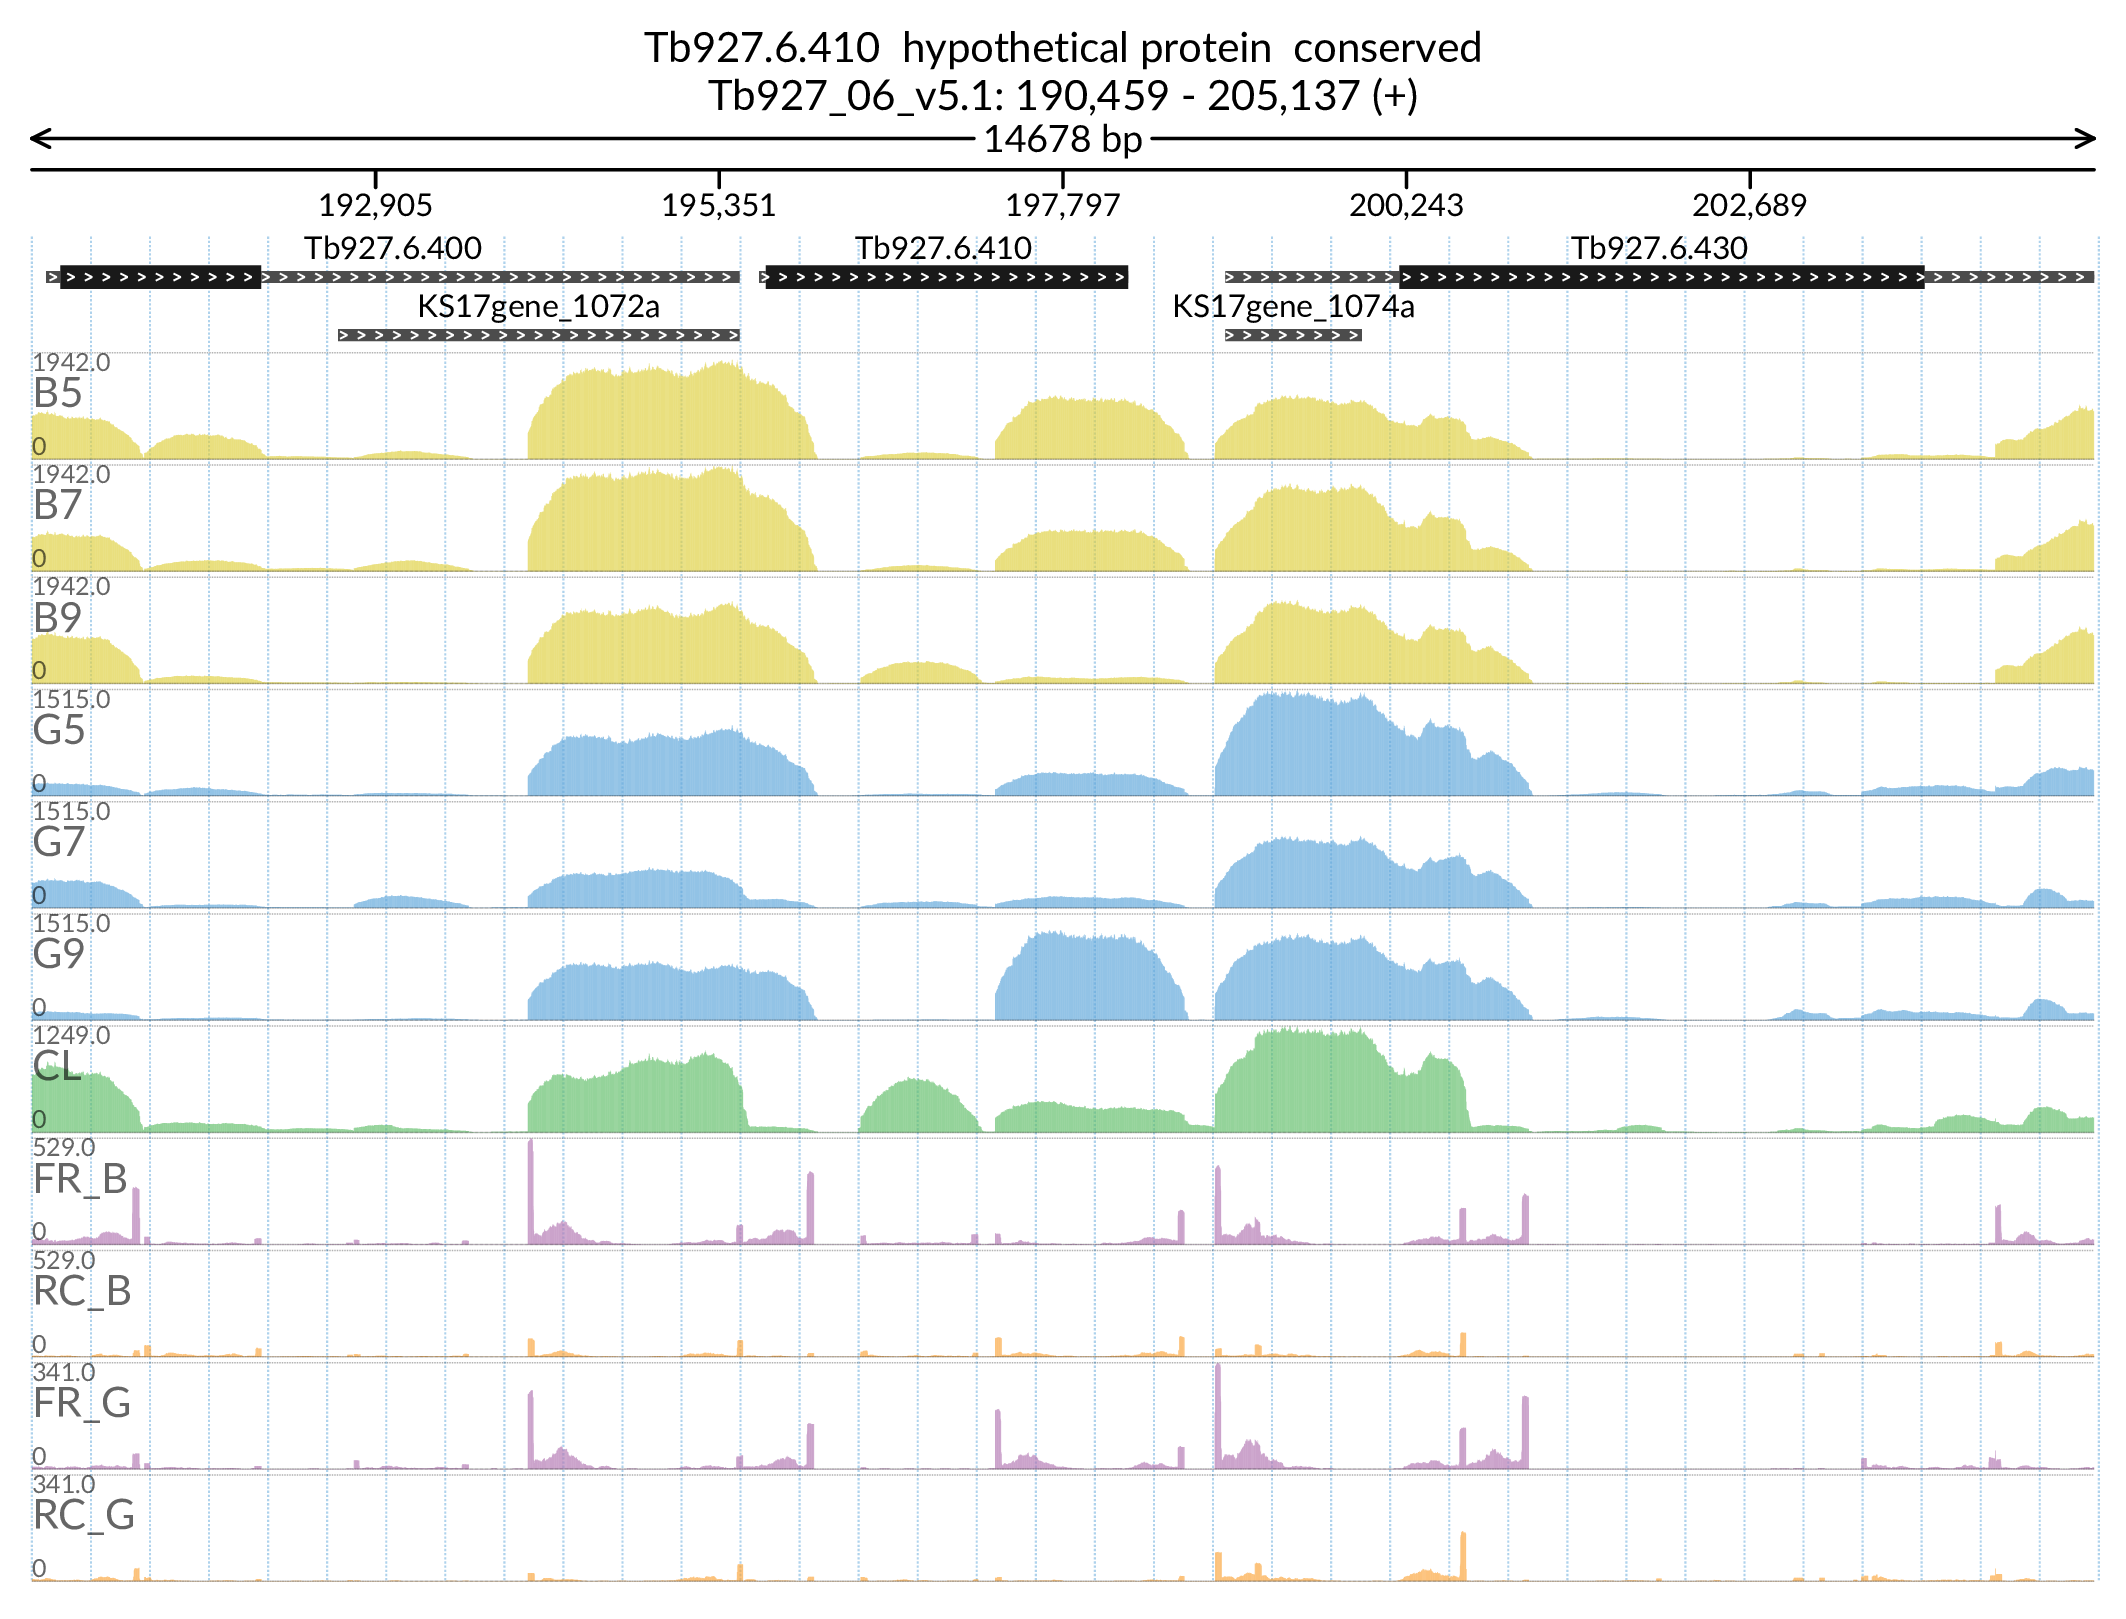 Tb927.6.410 hypothetical protein conserved
Tb927_06_v5.1: 190,459 - 205,137 (+)
14678 bp
192,905 195,351 197,797 200,243 202,689
Tb927.6.400 Tb927.6.410 Tb927.6.430
KS17gene_1072a KS17gene_1074a
1942.0
B5
0
1942.0
B7
0
1942.0
B9
0
1515.0
G5
0
1515.0
G7
0
1515.0
G9
0
1249.0
CL
0
529.0
FR_B
0
529.0
RC_B
0
341.0
FR_G
0
341.0
RC_G
0